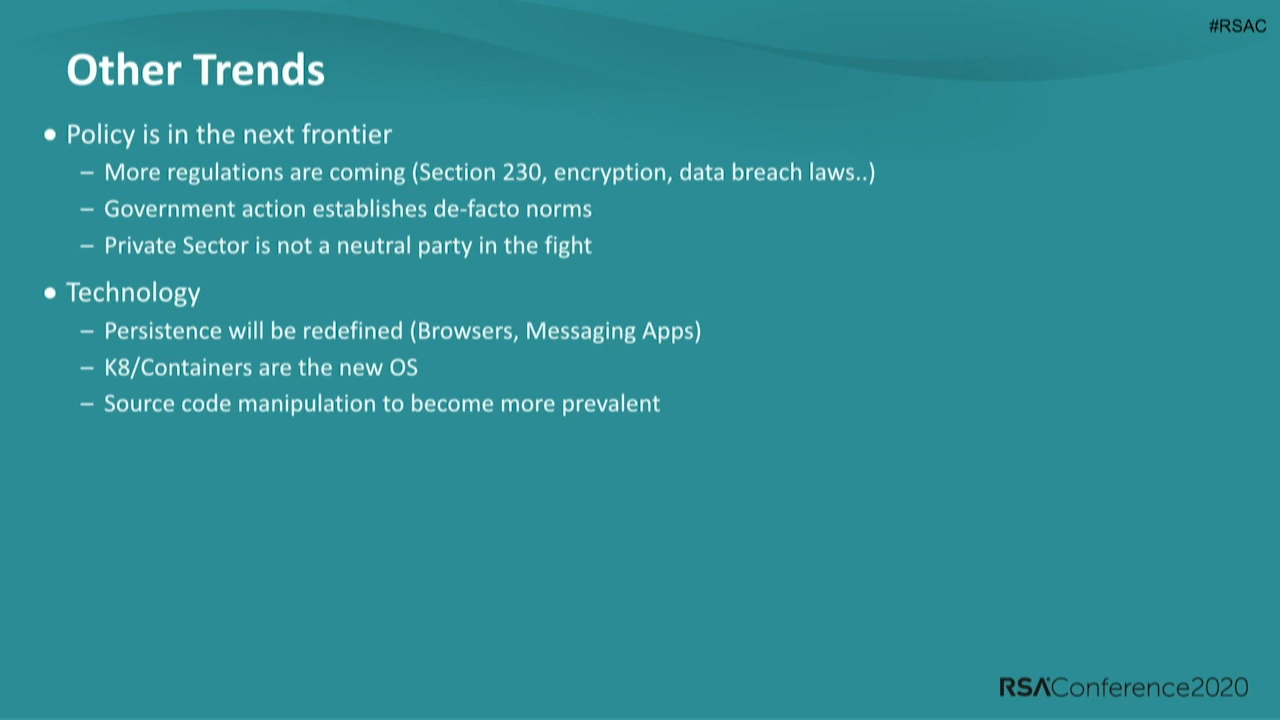 #RSAC
Other Trends
• Policy is in the next frontier
– More regulations are coming (Section 230, encryption, data breach laws..)
– Government action establishes de-facto norms
– Private Sector is not a neutral party in the fight
• Technology
– Persistence will be redefined (Browsers, Messaging Apps)
– K8/Containers are the new OS
– Source code manipulation to become more prevalent
RSAConference2020